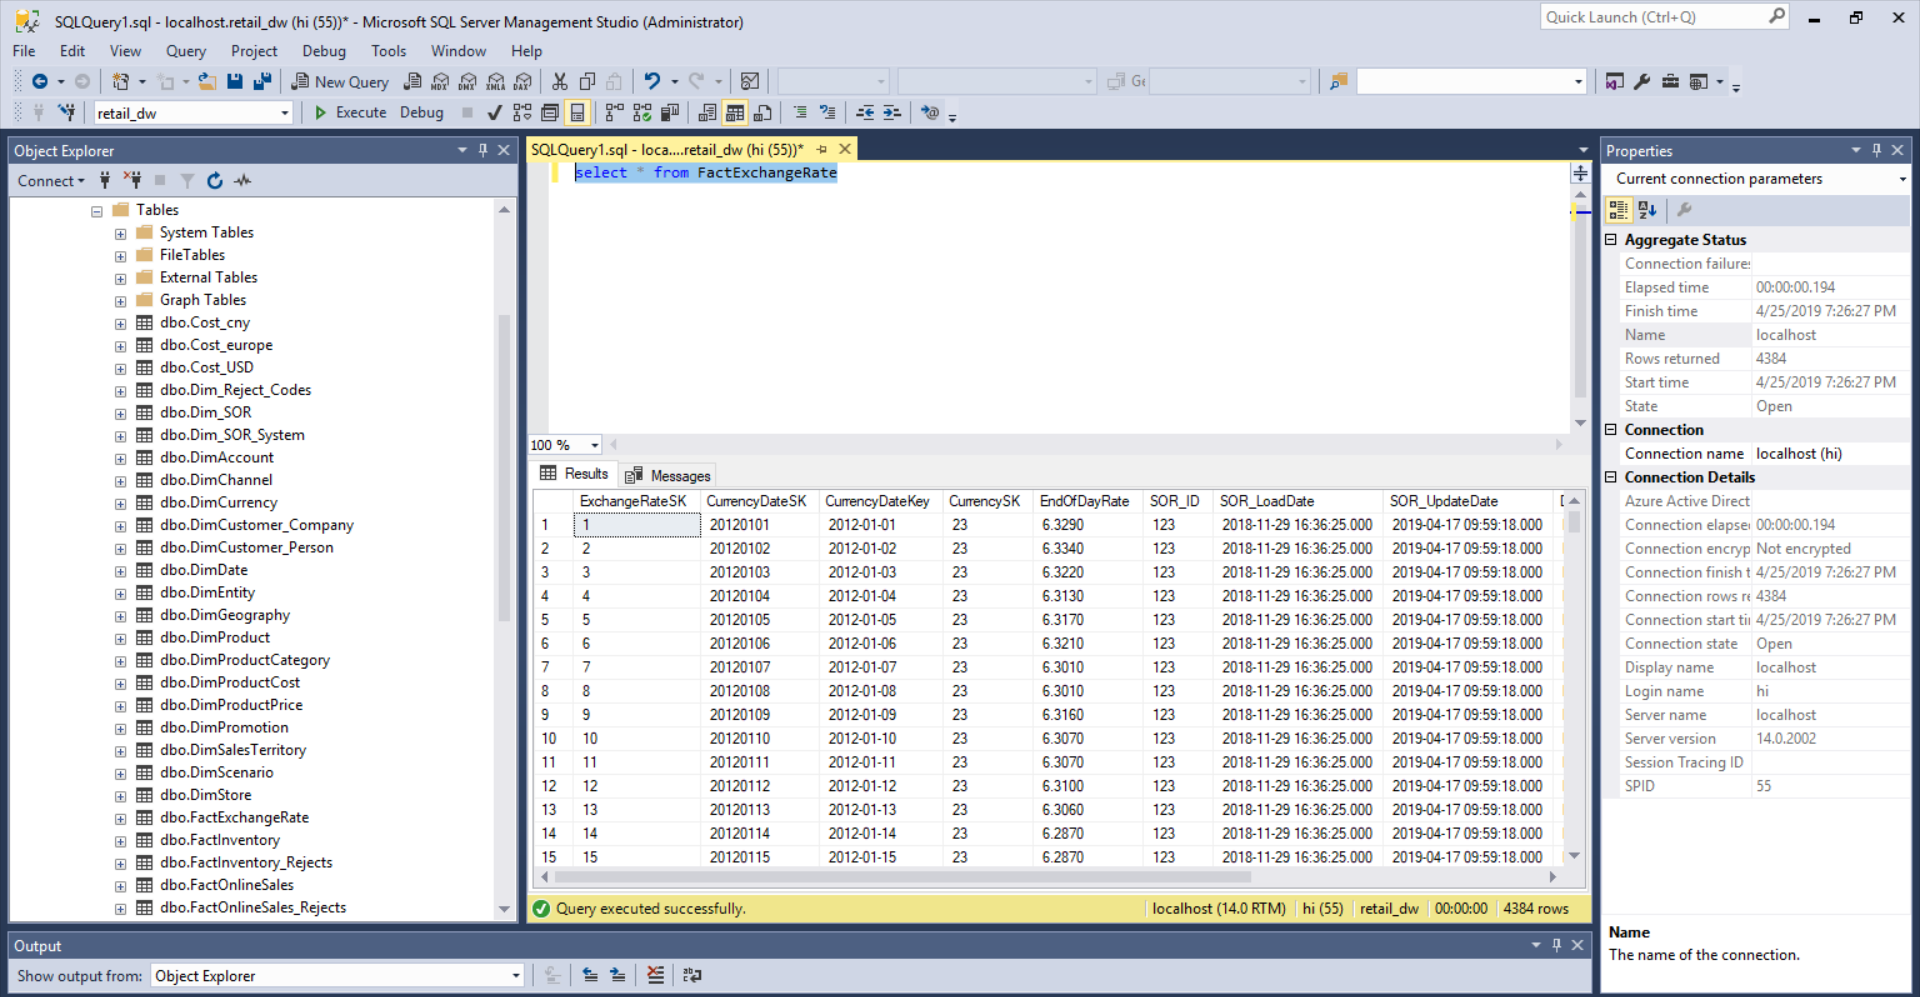 SQLQuery1.sql - localhost.retail_dw (hi (55))* - Microsoft SQL Server Management Studio (Administrator)
Quick Launch (Ctrl+Q)
File Edit View Query Project Debug Tools Window Help
New Query MDX DMX XMLA DAX
retail_dw Execute Debug
Object Explorer
Connect
Tables
System Tables
FileTables
External Tables
Graph Tables
dbo.Cost_cny
dbo.Cost_europe
dbo.Cost_USD
dbo.Dim_Reject_Codes
dbo.Dim_SOR
dbo.Dim_SOR_System
dbo.DimAccount
dbo.DimChannel
dbo.DimCurrency
dbo.DimCustomer_Company
dbo.DimCustomer_Person
dbo.DimDate
dbo.DimEntity
dbo.DimGeography
dbo.DimProduct
dbo.DimProductCategory
dbo.DimProductCost
dbo.DimProductPrice
dbo.DimPromotion
dbo.DimSalesTerritory
dbo.DimScenario
dbo.DimStore
dbo.FactExchangeRate
dbo.FactInventory
dbo.FactInventory_Rejects
dbo.FactOnlineSales
dbo.FactOnlineSales_Rejects
SQLQuery1.sql - loca....retail_dw (hi (55))*
select * from FactExchangeRate
100 %
Results Messages
ExchangeRateSK CurrencyDateSK CurrencyDateKey CurrencySK EndOfDayRate SOR_ID SOR_LoadDate SOR_UpdateDate
1 1 20120101 2012-01-01 23 6.3290 123 2018-11-29 16:36:25.000 2019-04-17 09:59:18.000
2 2 20120102 2012-01-02 23 6.3340 123 2018-11-29 16:36:25.000 2019-04-17 09:59:18.000
3 3 20120103 2012-01-03 23 6.3220 123 2018-11-29 16:36:25.000 2019-04-17 09:59:18.000
4 4 20120104 2012-01-04 23 6.3130 123 2018-11-29 16:36:25.000 2019-04-17 09:59:18.000
5 5 20120105 2012-01-05 23 6.3170 123 2018-11-29 16:36:25.000 2019-04-17 09:59:18.000
6 6 20120106 2012-01-06 23 6.3210 123 2018-11-29 16:36:25.000 2019-04-17 09:59:18.000
7 7 20120107 2012-01-07 23 6.3010 123 2018-11-29 16:36:25.000 2019-04-17 09:59:18.000
8 8 20120108 2012-01-08 23 6.3010 123 2018-11-29 16:36:25.000 2019-04-17 09:59:18.000
9 9 20120109 2012-01-09 23 6.3160 123 2018-11-29 16:36:25.000 2019-04-17 09:59:18.000
10 10 20120110 2012-01-10 23 6.3070 123 2018-11-29 16:36:25.000 2019-04-17 09:59:18.000
11 11 20120111 2012-01-11 23 6.3070 123 2018-11-29 16:36:25.000 2019-04-17 09:59:18.000
12 12 20120112 2012-01-12 23 6.3100 123 2018-11-29 16:36:25.000 2019-04-17 09:59:18.000
13 13 20120113 2012-01-13 23 6.3060 123 2018-11-29 16:36:25.000 2019-04-17 09:59:18.000
14 14 20120114 2012-01-14 23 6.2870 123 2018-11-29 16:36:25.000 2019-04-17 09:59:18.000
15 15 20120115 2012-01-15 23 6.2870 123 2018-11-29 16:36:25.000 2019-04-17 09:59:18.000
Query executed successfully. localhost (14.0 RTM) hi (55) retail_dw 00:00:00 4384 rows
Properties
Current connection parameters
Aggregate Status
Connection failures
Elapsed time 00:00:00.194
Finish time 4/25/2019 7:26:27 PM
Name localhost
Rows returned 4384
Start time 4/25/2019 7:26:27 PM
State Open
Connection
Connection name localhost (hi)
Connection Details
Azure Active Direct
Connection elapse 00:00:00.194
Connection encryp Not encrypted
Connection finish t 4/25/2019 7:26:27 PM
Connection rows re 4384
Connection start ti 4/25/2019 7:26:27 PM
Connection state Open
Display name localhost
Login name hi
Server name localhost
Server version 14.0.2002
Session Tracing ID
SPID 55
Name
The name of the connection.
Output
Show output from: Object Explorer